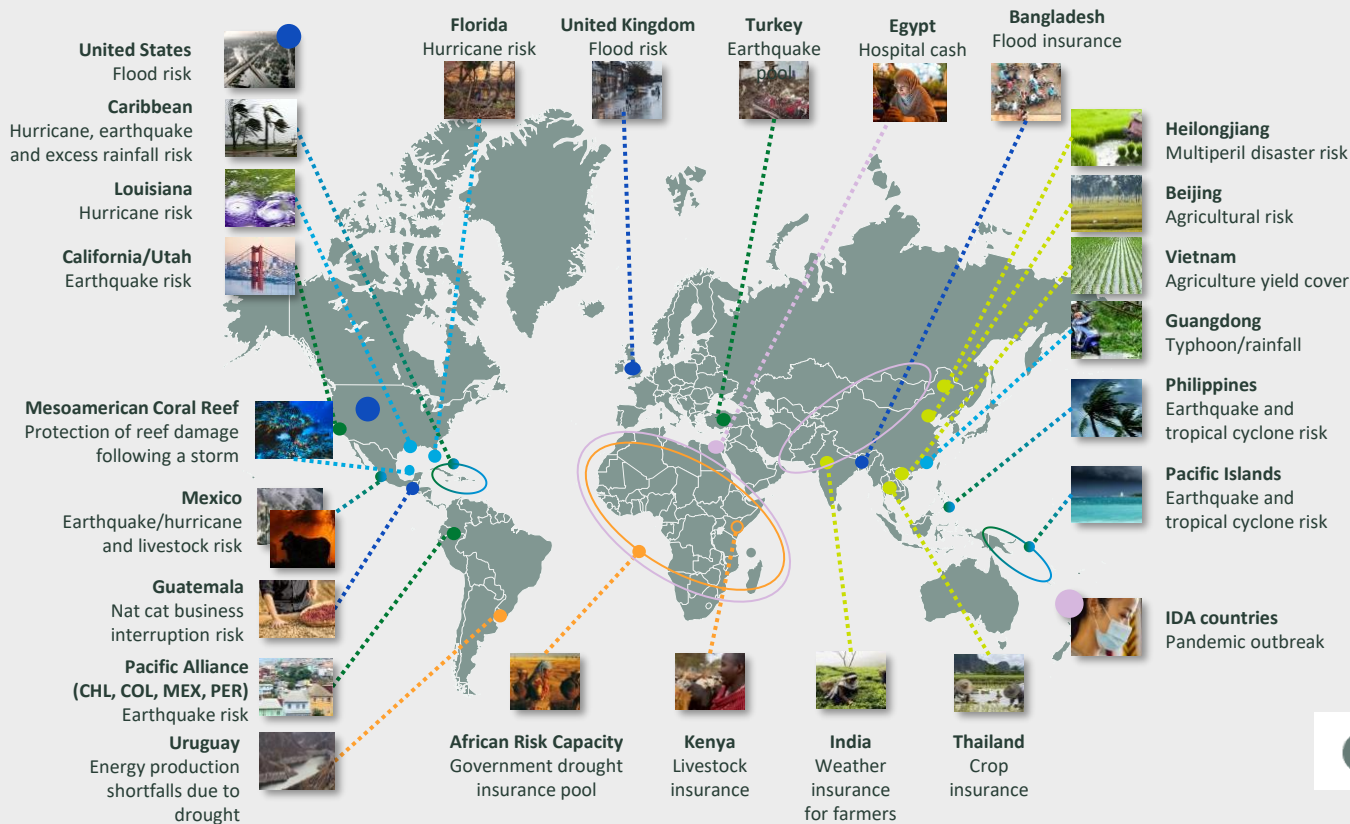 United States
Flood risk
Caribbean
Hurricane, earthquake
and excess rainfall risk
Louisiana
Hurricane risk
California/Utah
Earthquake risk
Mesoamerican Coral Reef
Protection of reef damage
following a storm
Mexico
Earthquake/hurricane
and livestock risk
Guatemala
Nat cat business
interruption risk
Pacific Alliance
(CHL, COL, MEX, PER)
Earthquake risk
Uruguay
Energy production
shortfalls due to
drought
Florida
Hurricane risk
United Kingdom
Flood risk
Turkey
Earthquake
pool
Egypt
Hospital cash
Bangladesh
Flood insurance
Heilongjiang
Multiperil disaster risk
Beijing
Agricultural risk
Vietnam
Agriculture yield cover
Guangdong
Typhoon/rainfall
Philippines
Earthquake and
tropical cyclone risk
Pacific Islands
Earthquake and
tropical cyclone risk
IDA countries
Pandemic outbreak
African Risk Capacity
Government drought
insurance pool
Kenya
Livestock
insurance
India
Weather
insurance
for farmers
Thailand
Crop
insurance